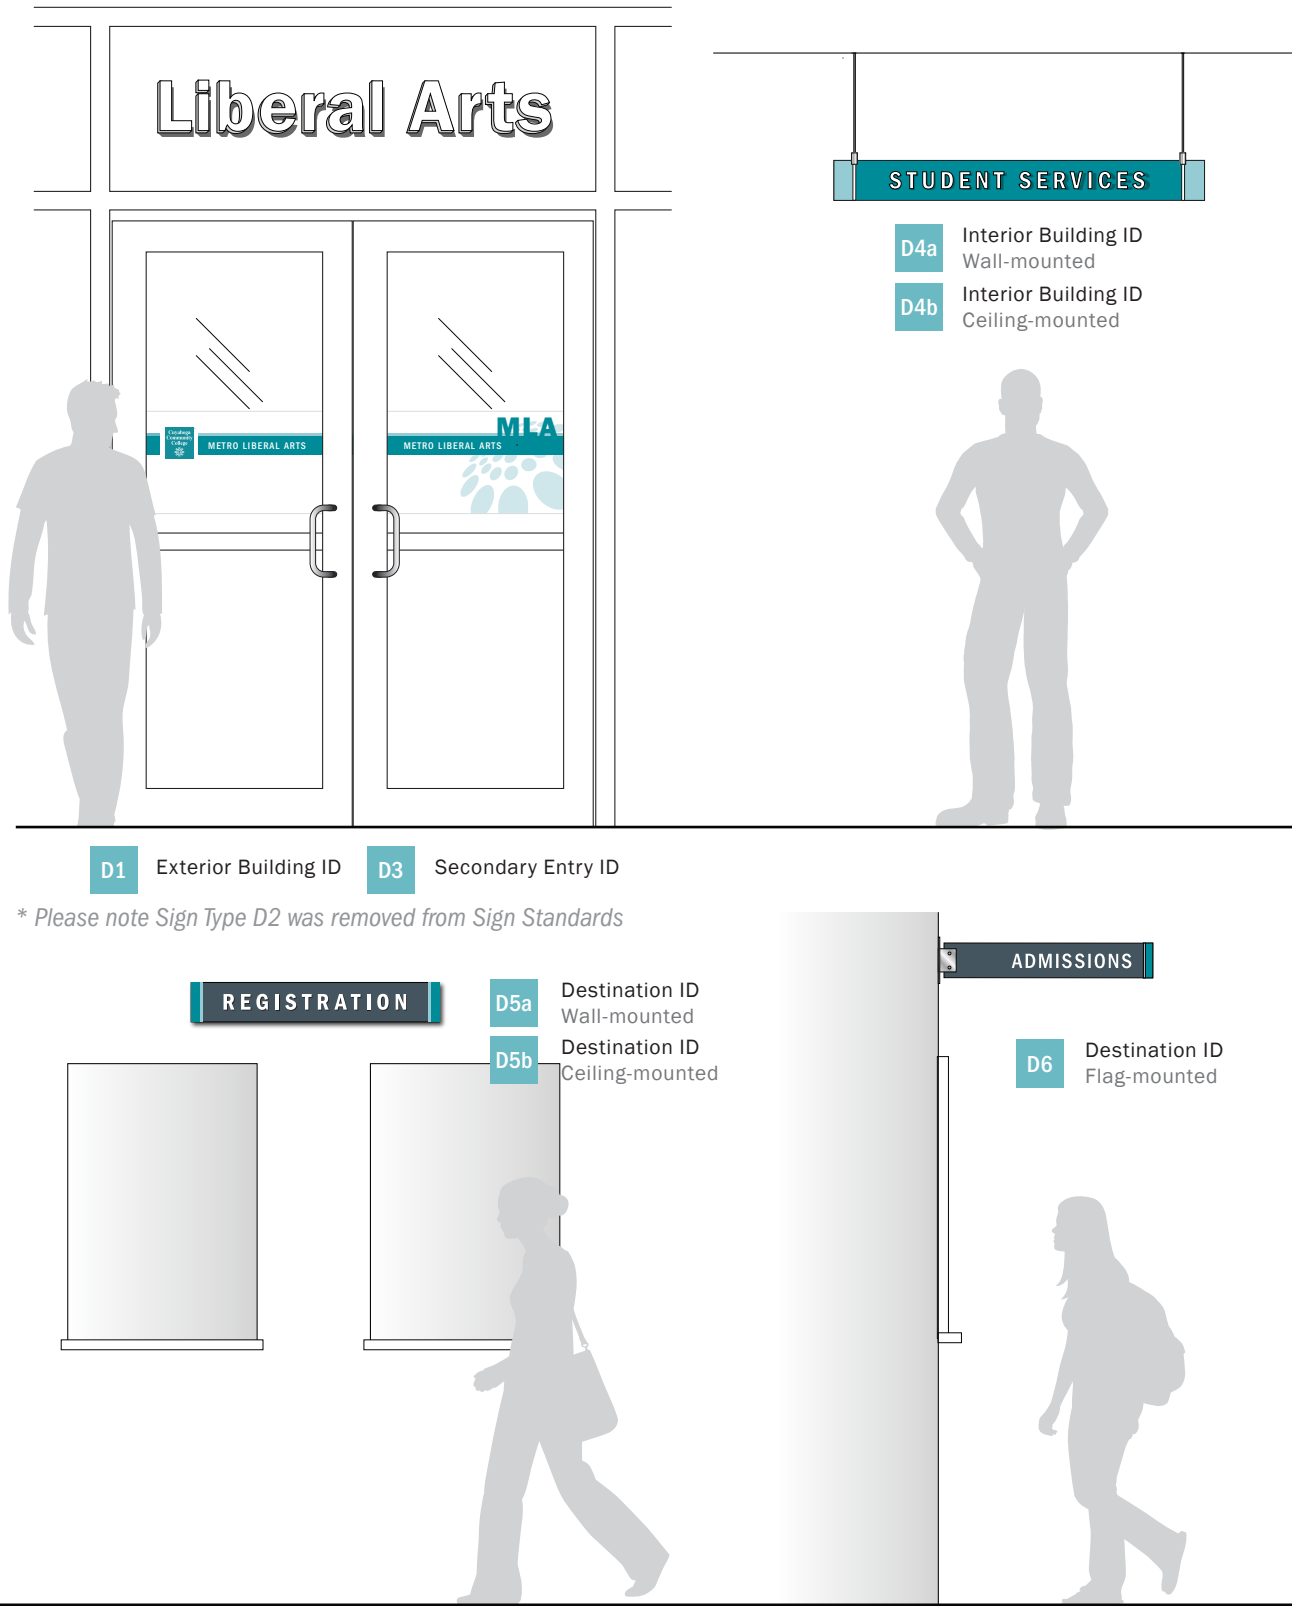 Liberal Arts
STUDENT SERVICES
D4a
Interior Building ID
Wall-mounted
D4b
Interior Building ID
Ceiling-mounted
Cuyahoga
Community
College
METRO LIBERAL ARTS
METRO LIBERAL ARTS
MLA
D1
Exterior Building ID
D3
Secondary Entry ID
* Please note Sign Type D2 was removed from Sign Standards
REGISTRATION
D5a
Destination ID
Wall-mounted
D5b
Destination ID
Ceiling-mounted
ADMISSIONS
D6
Destination ID
Flag-mounted